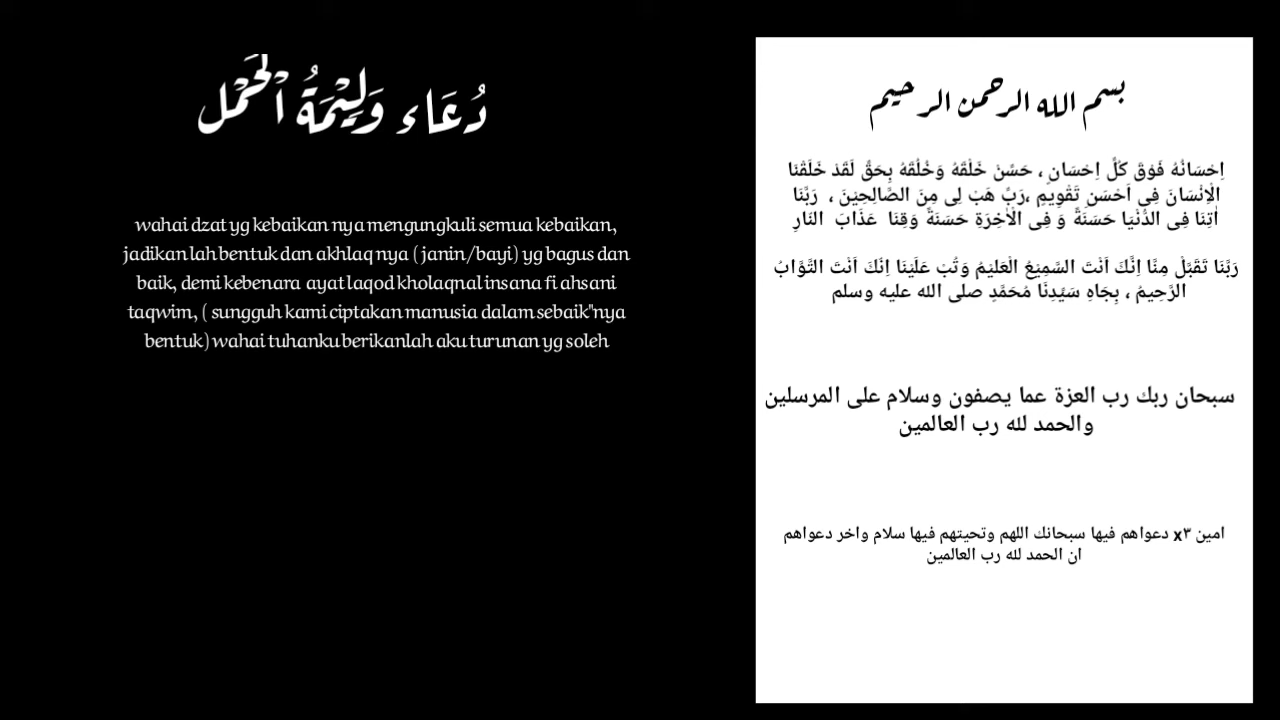 دُعَاء وَلِيْمَةُ ٱلْحَمْل
wahai dzat yg kebaikan nya mengungkuli semua kebaikan,
jadikan lah bentuk dan akhlaq nya ( janin/bayi) yg bagus dan
baik, demi kebenara ayat laqod kholaqnal insana fi ahsani
taqwim, ( sungguh kami ciptakan manusia dalam sebaik"nya
bentuk) wahai tuhanku berikanlah aku turunan yg soleh
بسم الله الرحمن الرحيم
اِحْسَانُهُ فَوْقَ كُلِّ اِحْسَانٍ ، حَسِّنْ خَلْقَهُ وَخُلُقَهُ بِحَقِّ لَقَدْ خَلَقْنَا
الْاِنْسَانَ فِى اَحْسَنِ تَقْوِيمٍ ،رَبِّ هَبْ لِى مِنَ الصَّالِحِيْنَ ، رَبَّنَا
اٰتِنَا فِى الدُّنْيَا حَسَنَةً وَ فِى الْاٰخِرَةِ حَسَنَةً وَقِنَا عَذَابَ النَارِ
رَبَّنَا تَقَبَّلْ مِنَّا اِنَّكَ اَنْتَ السَّمِيْعُ الْعَلِيْمُ وَتُبْ عَلَيْنَا اِنَّكَ اَنْتَ التَّوَّابُ
الرَّحِيمُ ، بِجَاهِ سَيِّدِنَا مُحَمَّدٍ صلى الله عليه وسلم
سبحان ربك رب العزة عما يصفون وسلام على المرسلين
والحمد لله رب العالمين
امين x٣ دعواهم فيها سبحانك اللهم وتحيتهم فيها سلام واخر دعواهم
ان الحمد لله رب العالمين